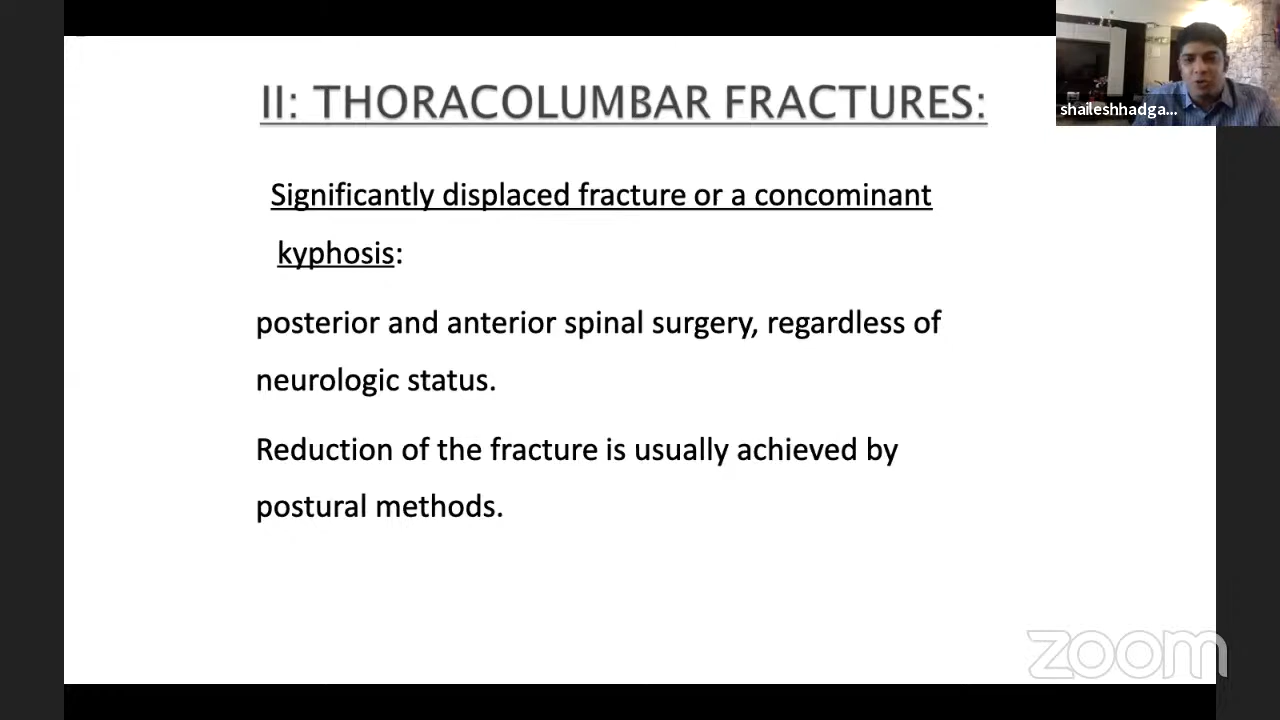 II: THORACOLUMBAR FRACTURES:
shaileshhadga...
Significantly displaced fracture or a concominant
kyphosis:
posterior and anterior spinal surgery, regardless of
neurologic status.
Reduction of the fracture is usually achieved by
postural methods.
zoom